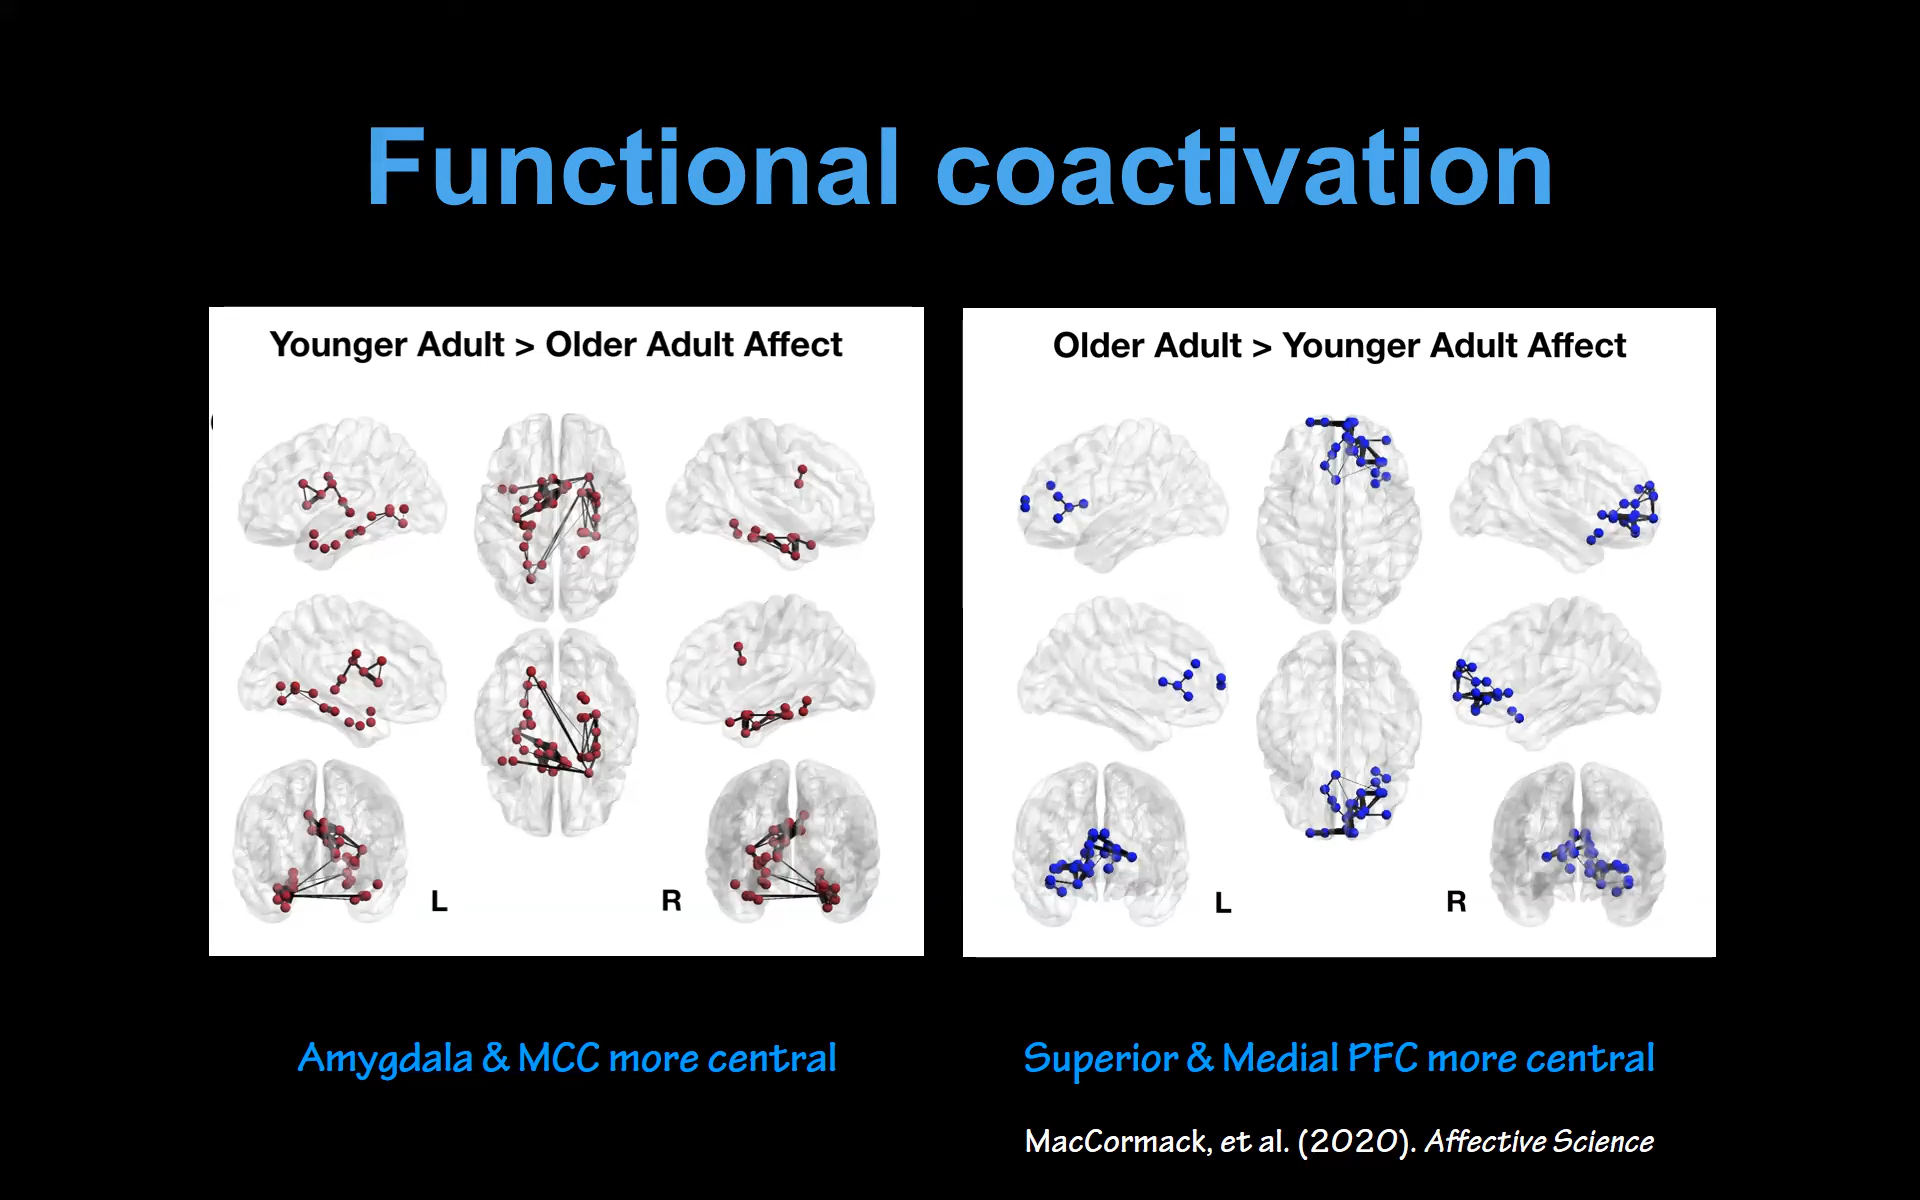 Functional coactivation
Younger Adult > Older Adult Affect
L
R
Amygdala & MCC more central
Older Adult > Younger Adult Affect
L
R
Superior & Medial PFC more central
MacCormack, et al. (2020). Affective Science